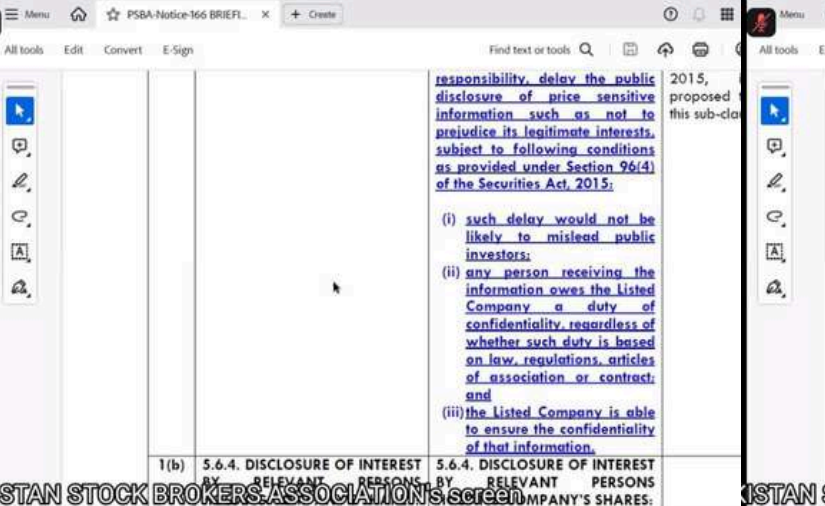 Menu
PSBA-Notice-166 BRIEFI...
× + Create
Menu
All tools Edit Convert E-Sign
Find text or tools
All tools E
responsibility, delay the public
disclosure of price sensitive
information such as not to
prejudice its legitimate interests,
subject to following conditions
as provided under Section 96(4)
of the Securities Act, 2015:
2015,
proposed
this sub-cla
(i) such delay would not be
likely to mislead public
investors;
(ii) any person receiving the
information owes the Listed
Company a duty of
confidentiality, regardless of
whether such duty is based
on law, regulations, articles
of association or contract;
and
(iii) the Listed Company is able
to ensure the confidentiality
of that information.
1(b)
5.6.4. DISCLOSURE OF INTEREST
BY RELEVANT PERSONS
5.6.4. DISCLOSURE OF INTEREST
BY RELEVANT PERSONS
COMPANY'S SHARES:
STAN STOCK BROKERS ASSOCIATION's screen
KISTAN S